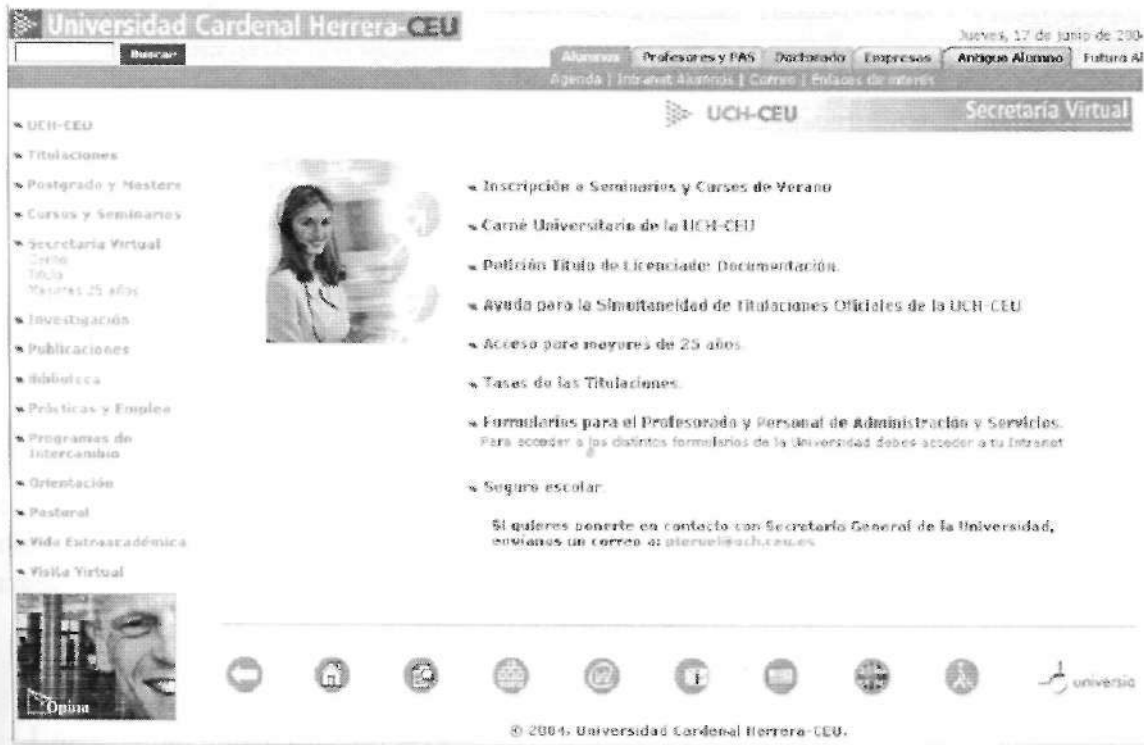 Universidad Cardenal Herrera-CEU
Jueves, 17 de junio de 200
Buscar
Alumnos Profesores y PAS Doctorado Empresas Antiguo Alumno Futuro Al
Agenda | Intranet Alumnos | Correo | Enlaces de interés
UCH-CEU Secretaría Virtual
UCH-CEU
Titulaciones
Postgrado y Masters
Cursos y Seminarios
Secretaría Virtual
Título
Mayores 25 años
Investigación
Publicaciones
Biblioteca
Prácticas y Empleo
Programas de
Intercambio
Orientación
Pastoral
Vida Extraacadémica
Visita Virtual
Opina
Inscripción a Seminarios y Cursos de Verano
Carné Universitario de la UCH-CEU
Petición Título de Licenciado: Documentación.
Ayuda para la Simultaneidad de Titulaciones Oficiales de la UCH-CEU
Acceso para mayores de 25 años.
Tasas de las Titulaciones.
Formularios para el Profesorado y Personal de Administración y Servicios.
Para acceder a los distintos formularios de la Universidad debes acceder a tu Intranet
Seguro escolar.
Si quieres ponerte en contacto con Secretaría General de la Universidad,
envíanos un correo a: pteruel@uch.ceu.es
universia
© 2004, Universidad Cardenal Herrera-CEU.